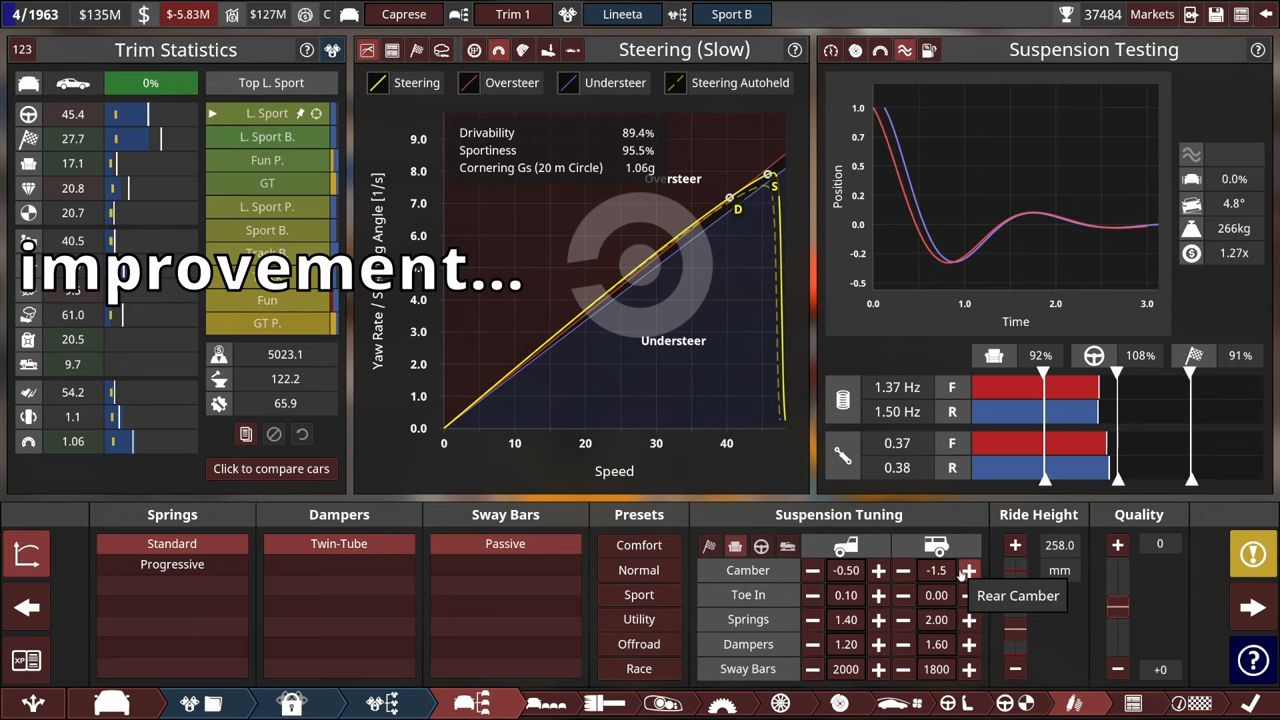 4/1963 $135M $ $-5.83M $127M C Caprese Trim 1 Lineeta Sport B 37484 Markets
123 Trim Statistics ?
0% Top L. Sport
45.4 L. Sport
27.7 L. Sport B.
17.1 Fun P.
20.8 GT
20.7 L. Sport P.
40.5 Sport B.
improvement...
61.0 Fun
20.5 GT P.
9.7 5023.1
54.2 122.2
1.1 65.9
1.06
Click to compare cars
Steering (Slow) ?
Steering Oversteer Understeer Steering Autoheld
Drivability 89.4%
Sportiness 95.5%
Cornering Gs (20 m Circle) 1.06g
Oversteer
S
D
Understeer
9.0
8.0
7.0
6.0
5.0
4.0
3.0
2.0
1.0
0.0
0 10 20 30 40
Speed
Suspension Testing ?
Position
1.0
0.7
0.5
0.2
0.0
-0.2
-0.5
0.0 1.0 2.0 3.0
Time
0.0%
4.8°
266kg
1.27x
92% 108% 91%
1.37 Hz F
1.50 Hz R
0.37 F
0.38 R
Springs Dampers Sway Bars Presets Suspension Tuning Ride Height Quality
Standard Twin-Tube Passive Comfort + 258.0 + 0
Progressive Normal Camber − -0.50 + − -1.5 + mm
Sport Toe In − 0.10 + − 0.00 Rear Camber
Utility Springs − 1.40 + − 2.00 +
Offroad Dampers − 1.20 + − 1.60 +
Race Sway Bars − 2000 + − 1800 + − − +0
XP
?